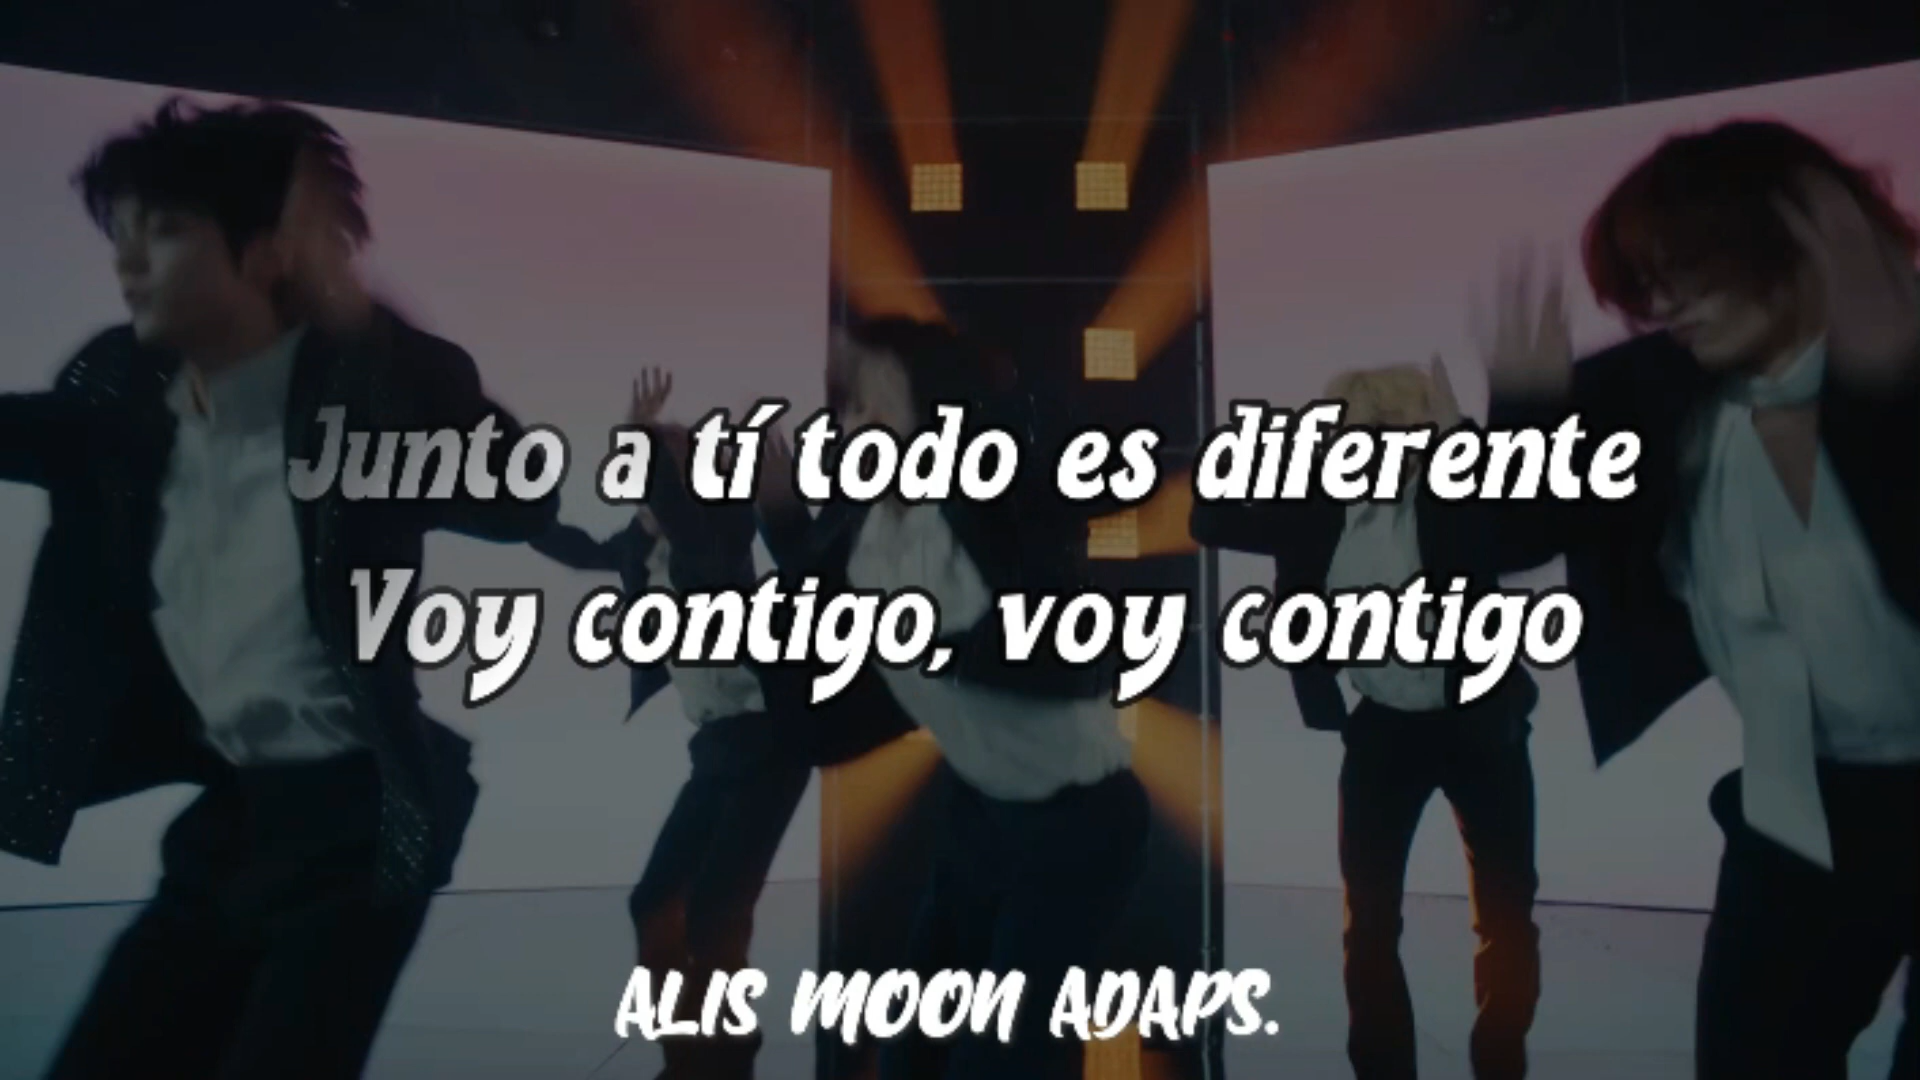 Junto a tí todo es diferente
Voy contigo, voy contigo
ALIS MOON ADAPS.